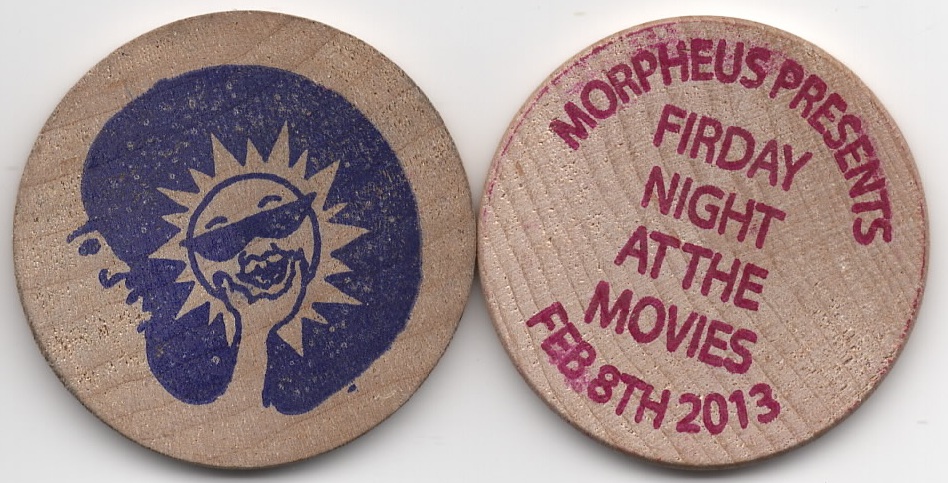 MORPHEUS PRESENTS
FIRDAY
NIGHT
AT THE
MOVIES
FEB 8TH 2013